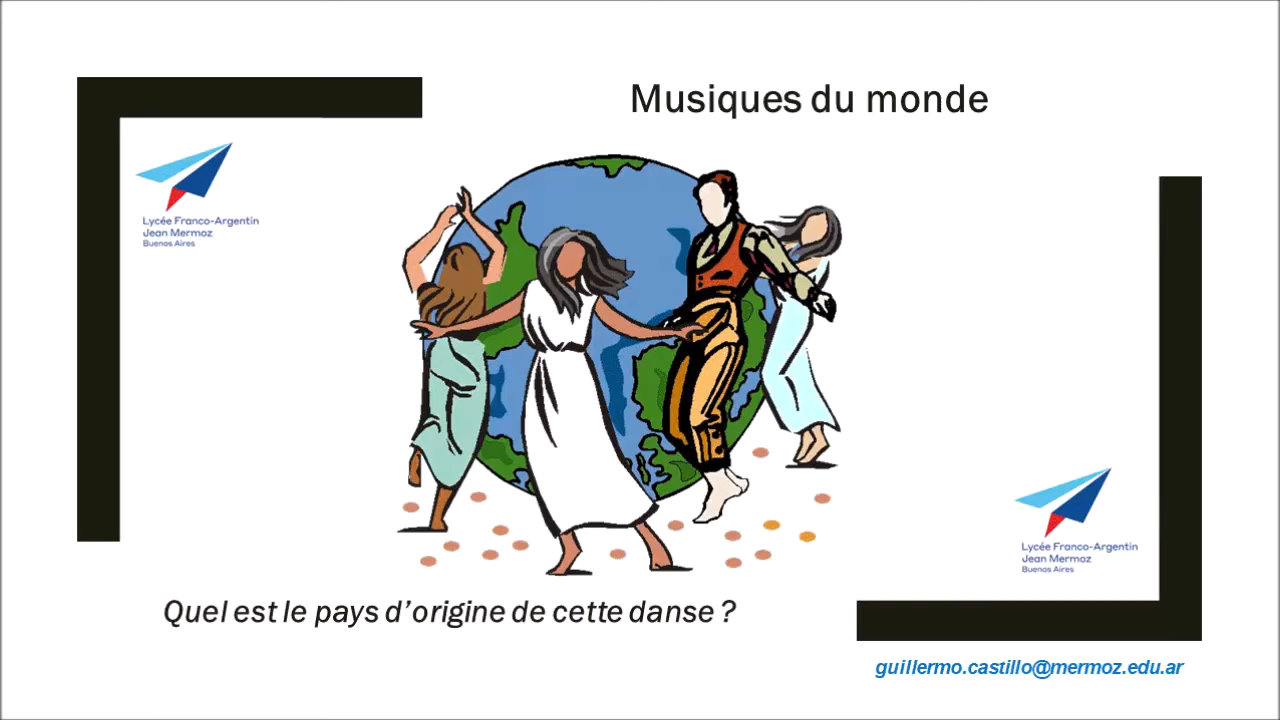 Musiques du monde
Lycée Franco-Argentin
Jean Mermoz
Buenos Aires
Lycée Franco-Argentin
Jean Mermoz
Buenos Aires
Quel est le pays d’origine de cette danse ?
guillermo.castillo@mermoz.edu.ar